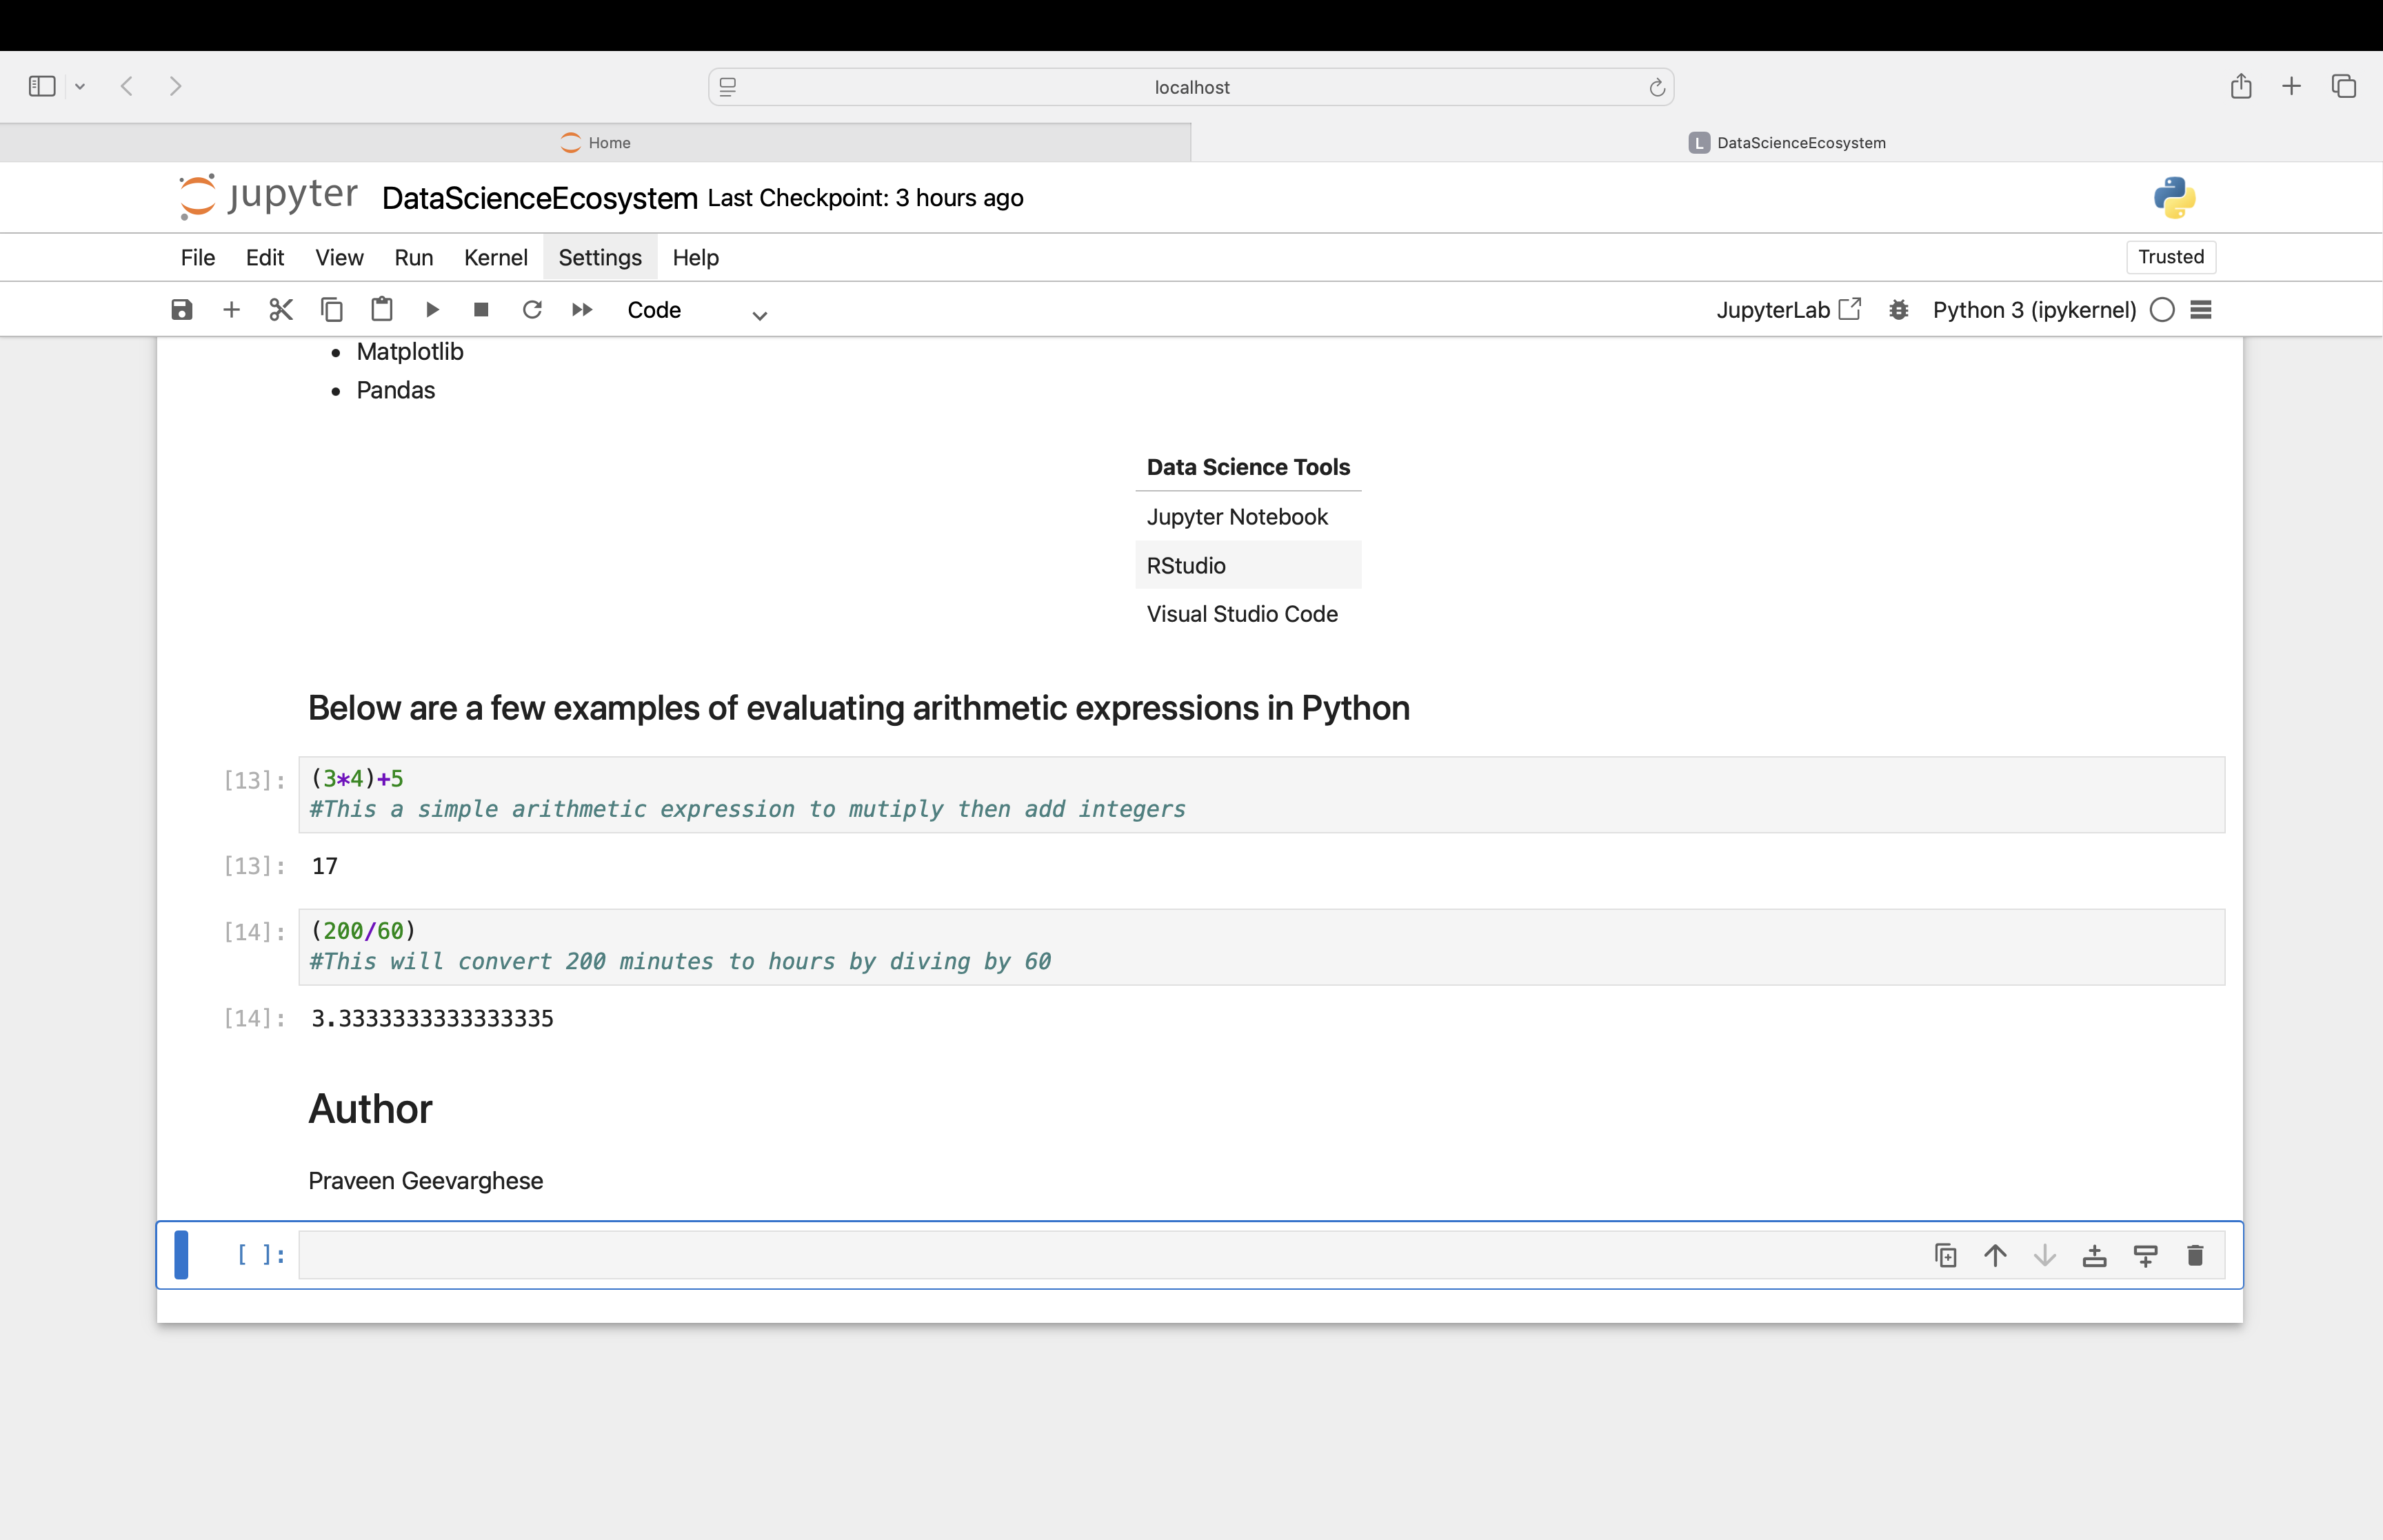 localhost
Home
L DataScienceEcosystem
jupyter DataScienceEcosystem Last Checkpoint: 3 hours ago
File Edit View Run Kernel Settings Help Trusted
Code JupyterLab Python 3 (ipykernel)
• Matplotlib
• Pandas
Data Science Tools
Jupyter Notebook
RStudio
Visual Studio Code
Below are a few examples of evaluating arithmetic expressions in Python
[13]: (3*4)+5
#This a simple arithmetic expression to mutiply then add integers
[13]: 17
[14]: (200/60)
#This will convert 200 minutes to hours by diving by 60
[14]: 3.3333333333333335
Author
Praveen Geevarghese
[ ]: